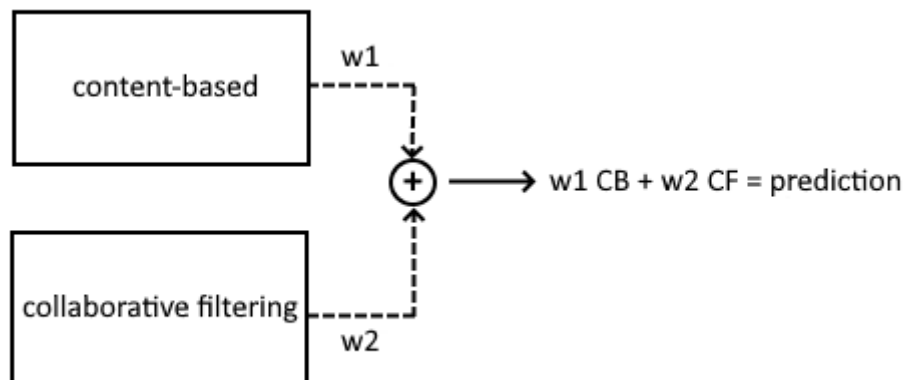 content-based
w1
+
w1 CB + w2 CF = prediction
collaborative filtering
w2